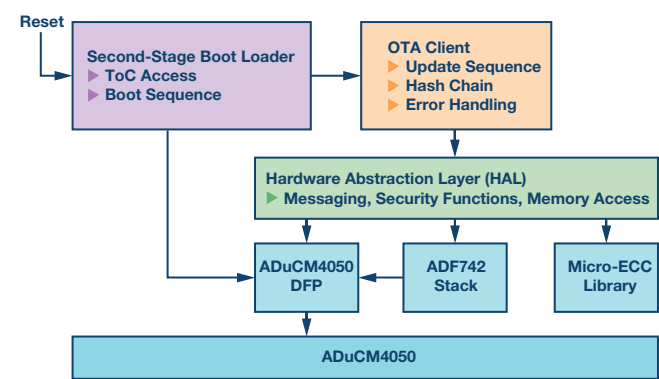 Reset
Second-Stage Boot Loader
ToC Access
Boot Sequence
OTA Client
Update Sequence
Hash Chain
Error Handling
Hardware Abstraction Layer (HAL)
Messaging, Security Functions, Memory Access
ADuCM4050
DFP
ADF742
Stack
Micro-ECC
Library
ADuCM4050